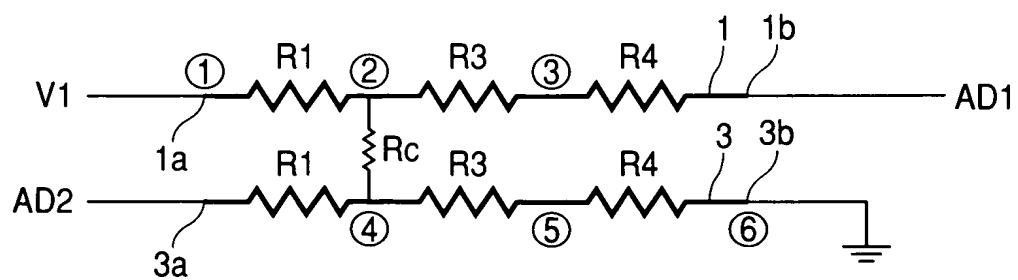 1 1b
R1 R3 R4
① ② ③
V1 AD1
1a Rc 3 3b
R1 R3 R4
AD2
④ ⑤ ⑥
3a